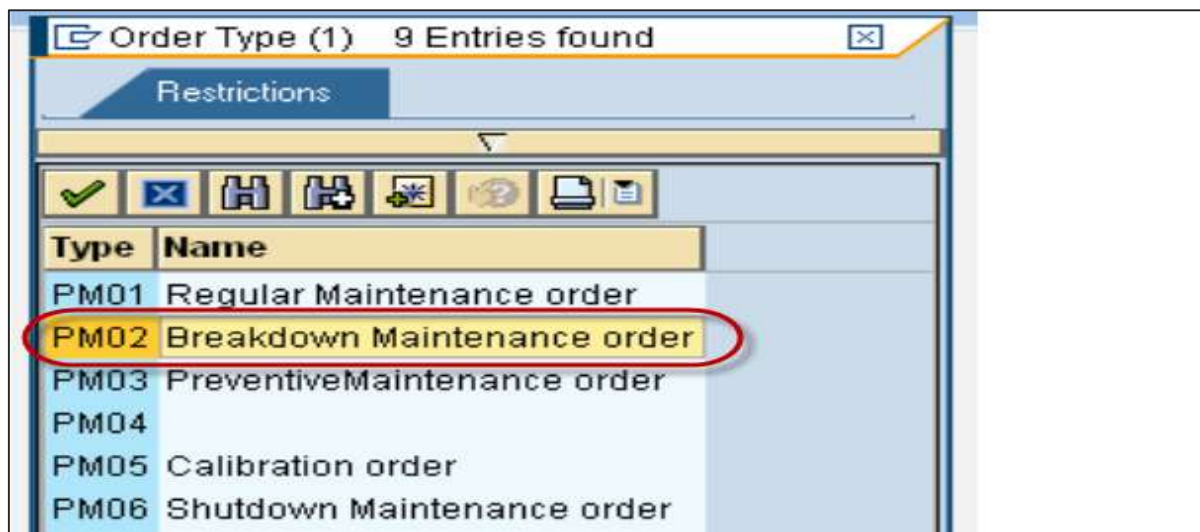 Order Type (1) 9 Entries found
Restrictions
Type Name
PM01 Regular Maintenance order
PM02 Breakdown Maintenance order
PM03 PreventiveMaintenance order
PM04
PM05 Calibration order
PM06 Shutdown Maintenance order